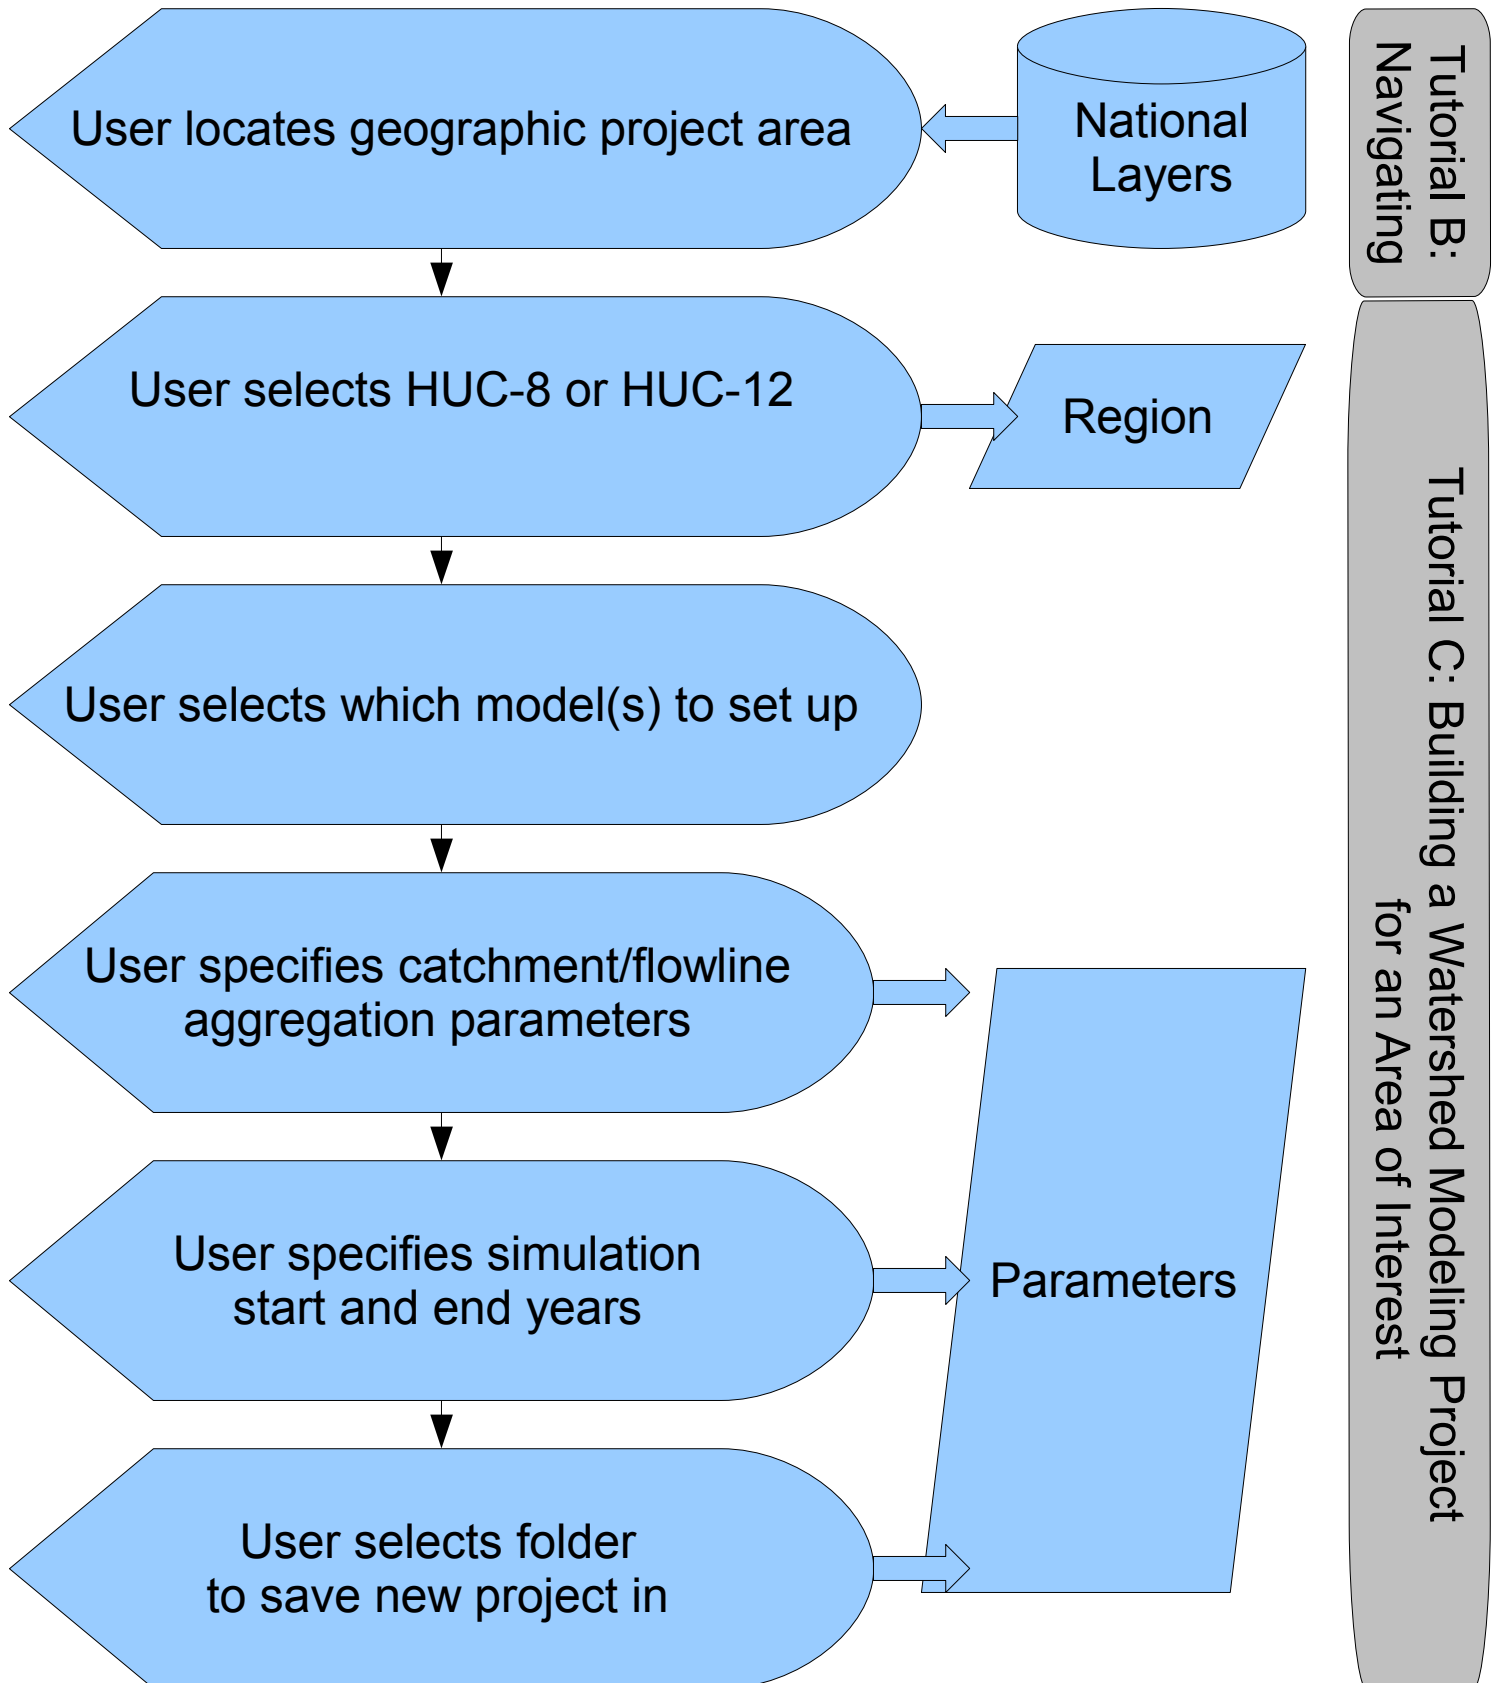 User locates geographic project area
National
Layers
Tutorial B:
Navigating
User selects HUC-8 or HUC-12
Region
User selects which model(s) to set up
User specifies catchment/flowline
aggregation parameters
User specifies simulation
start and end years
Parameters
User selects folder
to save new project in
Tutorial C: Building a Watershed Modeling Project
for an Area of Interest